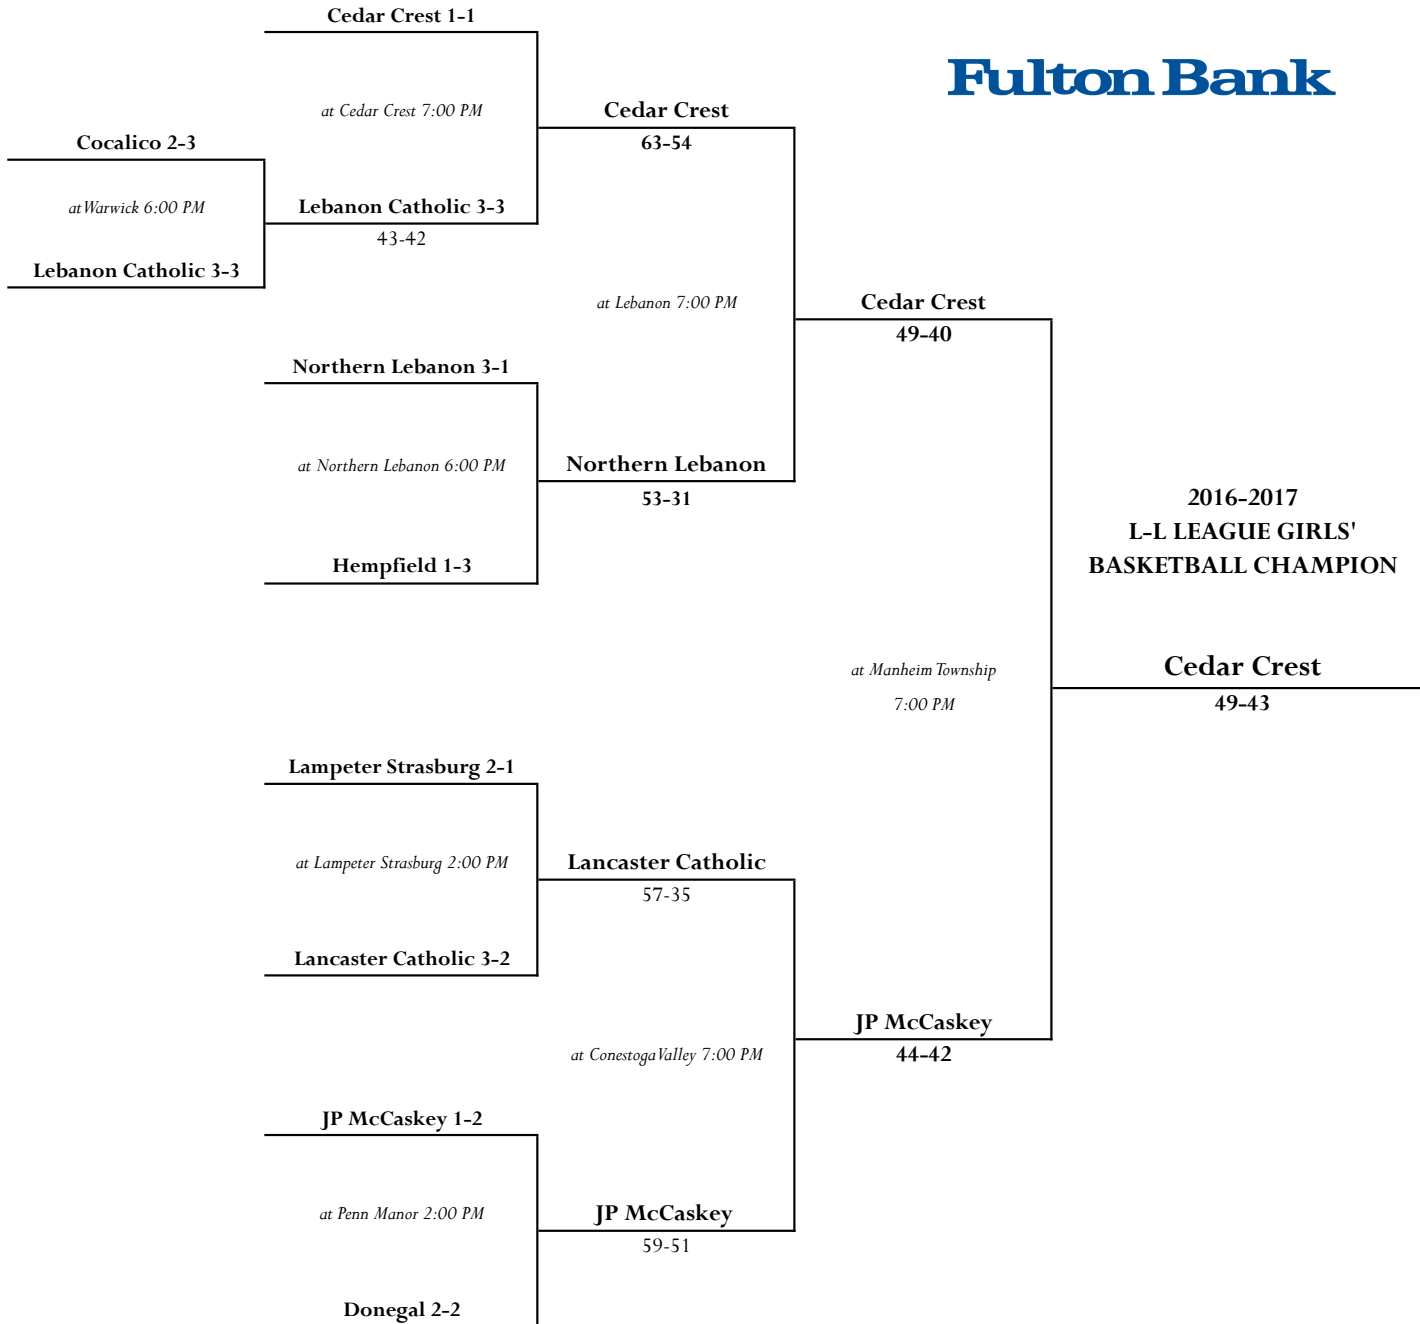 Cedar Crest 1-1
Fulton Bank
at Cedar Crest 7:00 PM
Cedar Crest
63-54
Cocalico 2-3
at Warwick 6:00 PM
Lebanon Catholic 3-3
43-42
Lebanon Catholic 3-3
at Lebanon 7:00 PM
Cedar Crest
49-40
Northern Lebanon 3-1
at Northern Lebanon 6:00 PM
Northern Lebanon
53-31
Hempfield 1-3
2016-2017
L-L LEAGUE GIRLS'
BASKETBALL CHAMPION
at Manheim Township
7:00 PM
Cedar Crest
49-43
Lampeter Strasburg 2-1
at Lampeter Strasburg 2:00 PM
Lancaster Catholic
57-35
Lancaster Catholic 3-2
at Conestoga Valley 7:00 PM
JP McCaskey
44-42
JP McCaskey 1-2
at Penn Manor 2:00 PM
JP McCaskey
59-51
Donegal 2-2